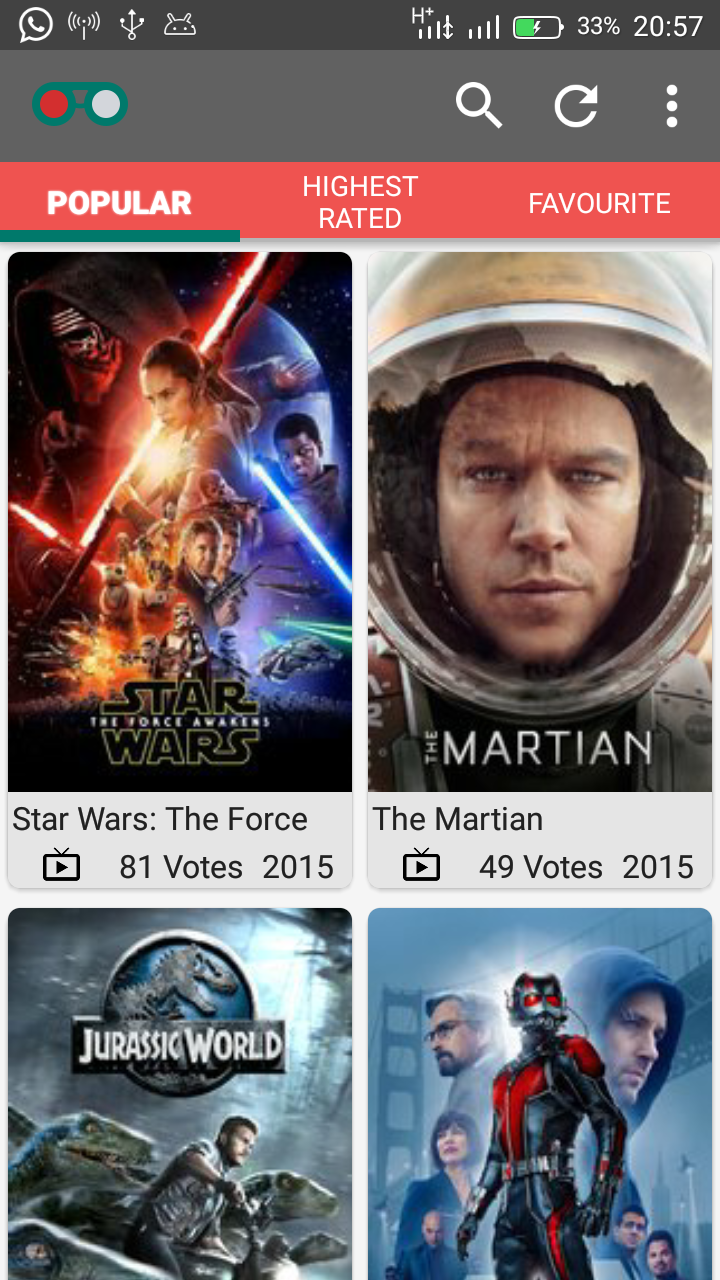 H+ 33% 20:57
POPULAR
HIGHEST
RATED
FAVOURITE
STAR
THE FORCE AWAKENS
WARS
THE MARTIAN
Star Wars: The Force
81 Votes 2015
The Martian
49 Votes 2015
JURASSIC WORLD